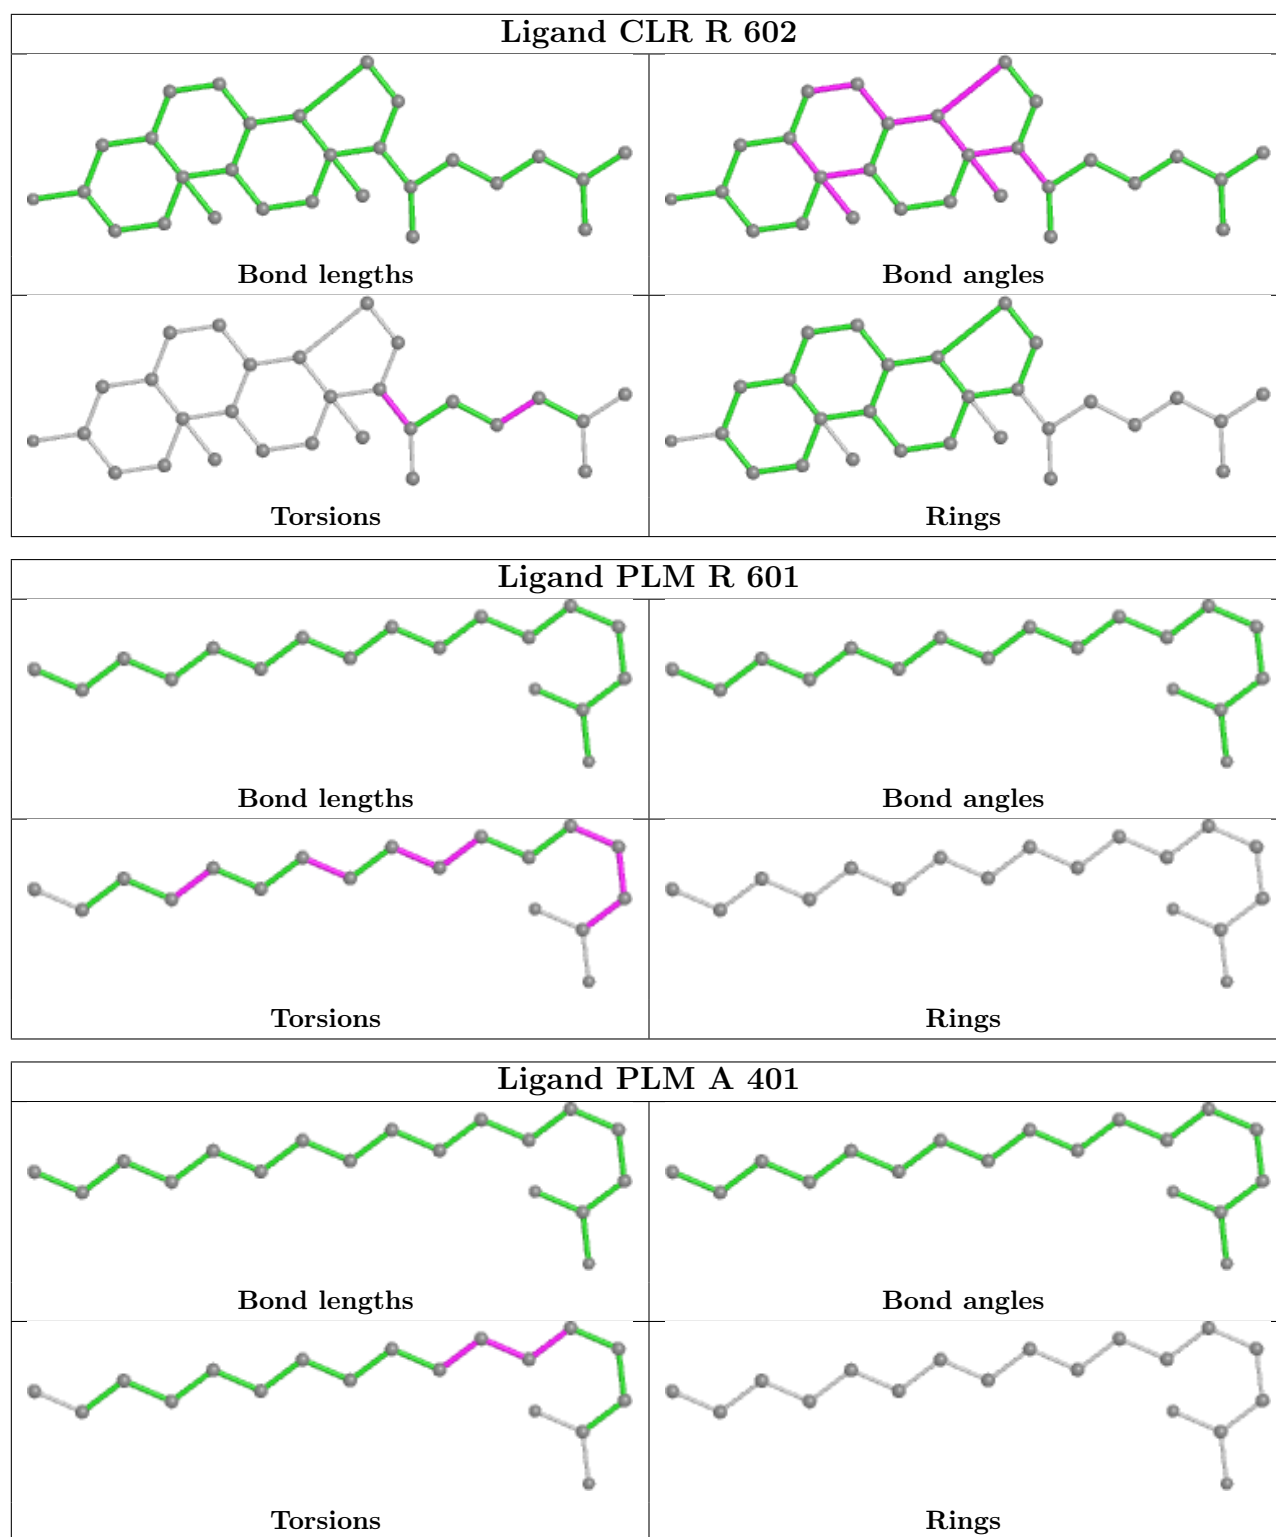 Ligand CLR R 602
Bond lengths
Bond angles
Torsions
Rings
Ligand PLM R 601
Bond lengths
Bond angles
Torsions
Rings
Ligand PLM A 401
Bond lengths
Bond angles
Torsions
Rings